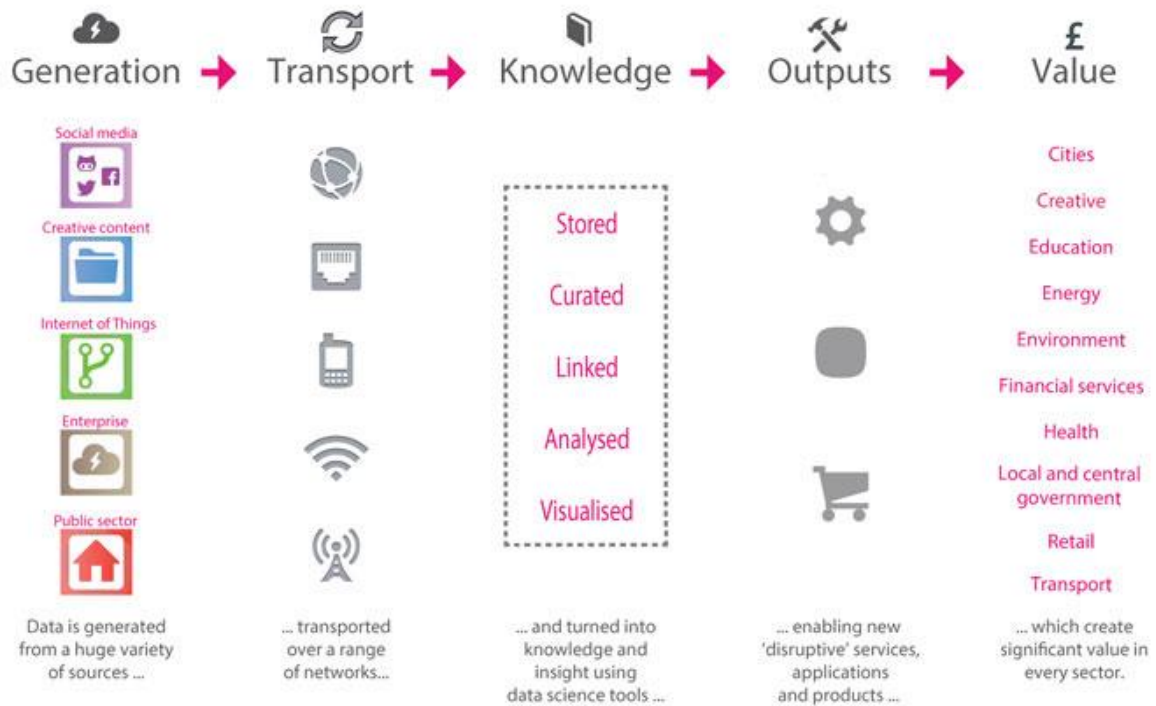 £
Generation
Transport
Knowledge
Outputs
Value
Social media
Creative content
Internet of Things
Enterprise
Public sector
Stored
Curated
Linked
Analysed
Visualised
Cities
Creative
Education
Energy
Environment
Financial services
Health
Local and central
government
Retail
Transport
Data is generated
from a huge variety
of sources ...
... transported
over a range
of networks...
... and turned into
knowledge and
insight using
data science tools ...
... enabling new
'disruptive' services,
applications
and products ...
... which create
significant value in
every sector.